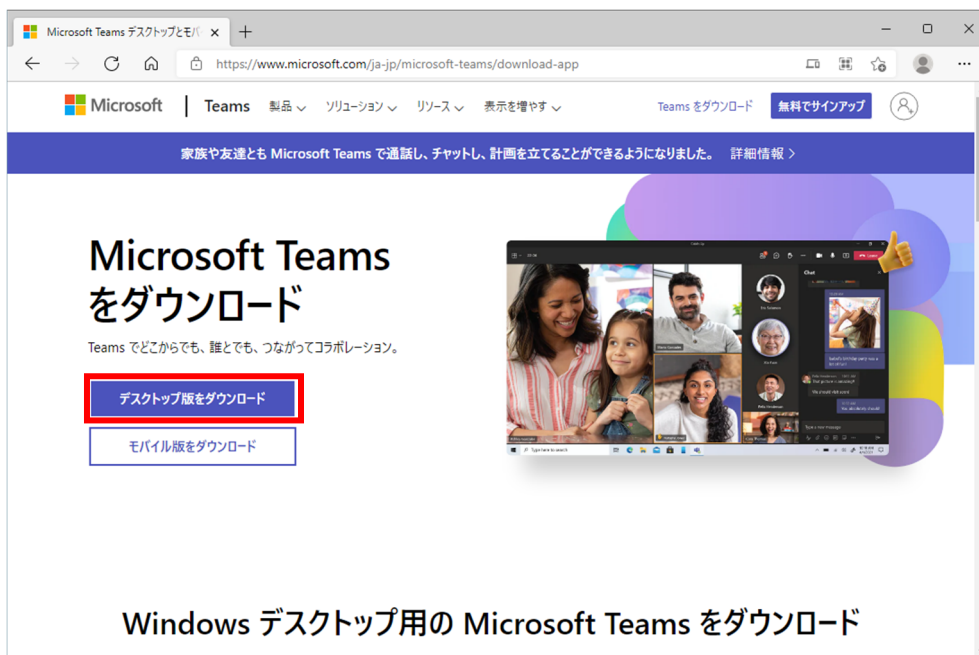 Microsoft Teams デスクトップとモバ
https://www.microsoft.com/ja-jp/microsoft-teams/download-app
Microsoft Teams 製品 ソリューション リソース 表示を増やす Teams をダウンロード 無料でサインアップ
家族や友達とも Microsoft Teams で通話し、チャットし、計画を立てることができるようになりました。 詳細情報
Microsoft Teams
をダウンロード
Teams でどこからでも、誰とでも、つながってコラボレーション。
デスクトップ版をダウンロード
モバイル版をダウンロード
Chat
Type a new message
Type here to search
Windows デスクトップ用の Microsoft Teams をダウンロード